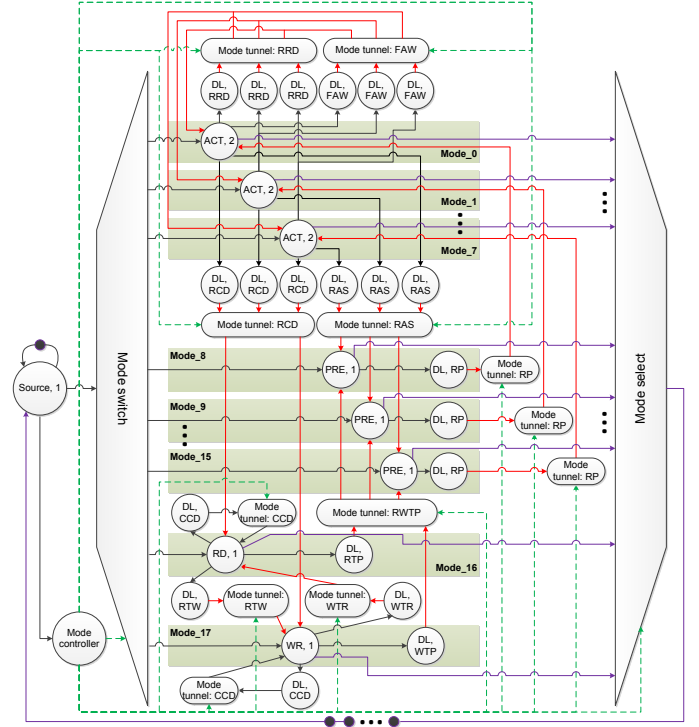 Mode tunnel: RRD
Mode tunnel: FAW
DL,
RRD
DL,
RRD
DL,
RRD
DL,
FAW
DL,
FAW
DL,
FAW
ACT, 2
Mode_0
ACT, 2
Mode_1
ACT, 2
Mode_7
DL,
RCD
DL,
RCD
DL,
RCD
DL,
RAS
DL,
RAS
DL,
RAS
Mode tunnel: RCD
Mode tunnel: RAS
Mode_8
PRE, 1
DL, RP
Mode
tunnel: RP
Source, 1
Mode switch
Mode select
Mode_9
PRE, 1
DL, RP
Mode
tunnel: RP
Mode_15
PRE, 1
DL, RP
Mode
tunnel: RP
DL,
CCD
Mode
tunnel: CCD
Mode tunnel: RWTP
RD, 1
DL,
RTP
Mode_16
DL,
RTW
Mode tunnel:
RTW
Mode tunnel:
WTR
DL,
WTR
Mode
controller
Mode_17
WR, 1
DL,
WTP
Mode
tunnel: CCD
DL,
CCD